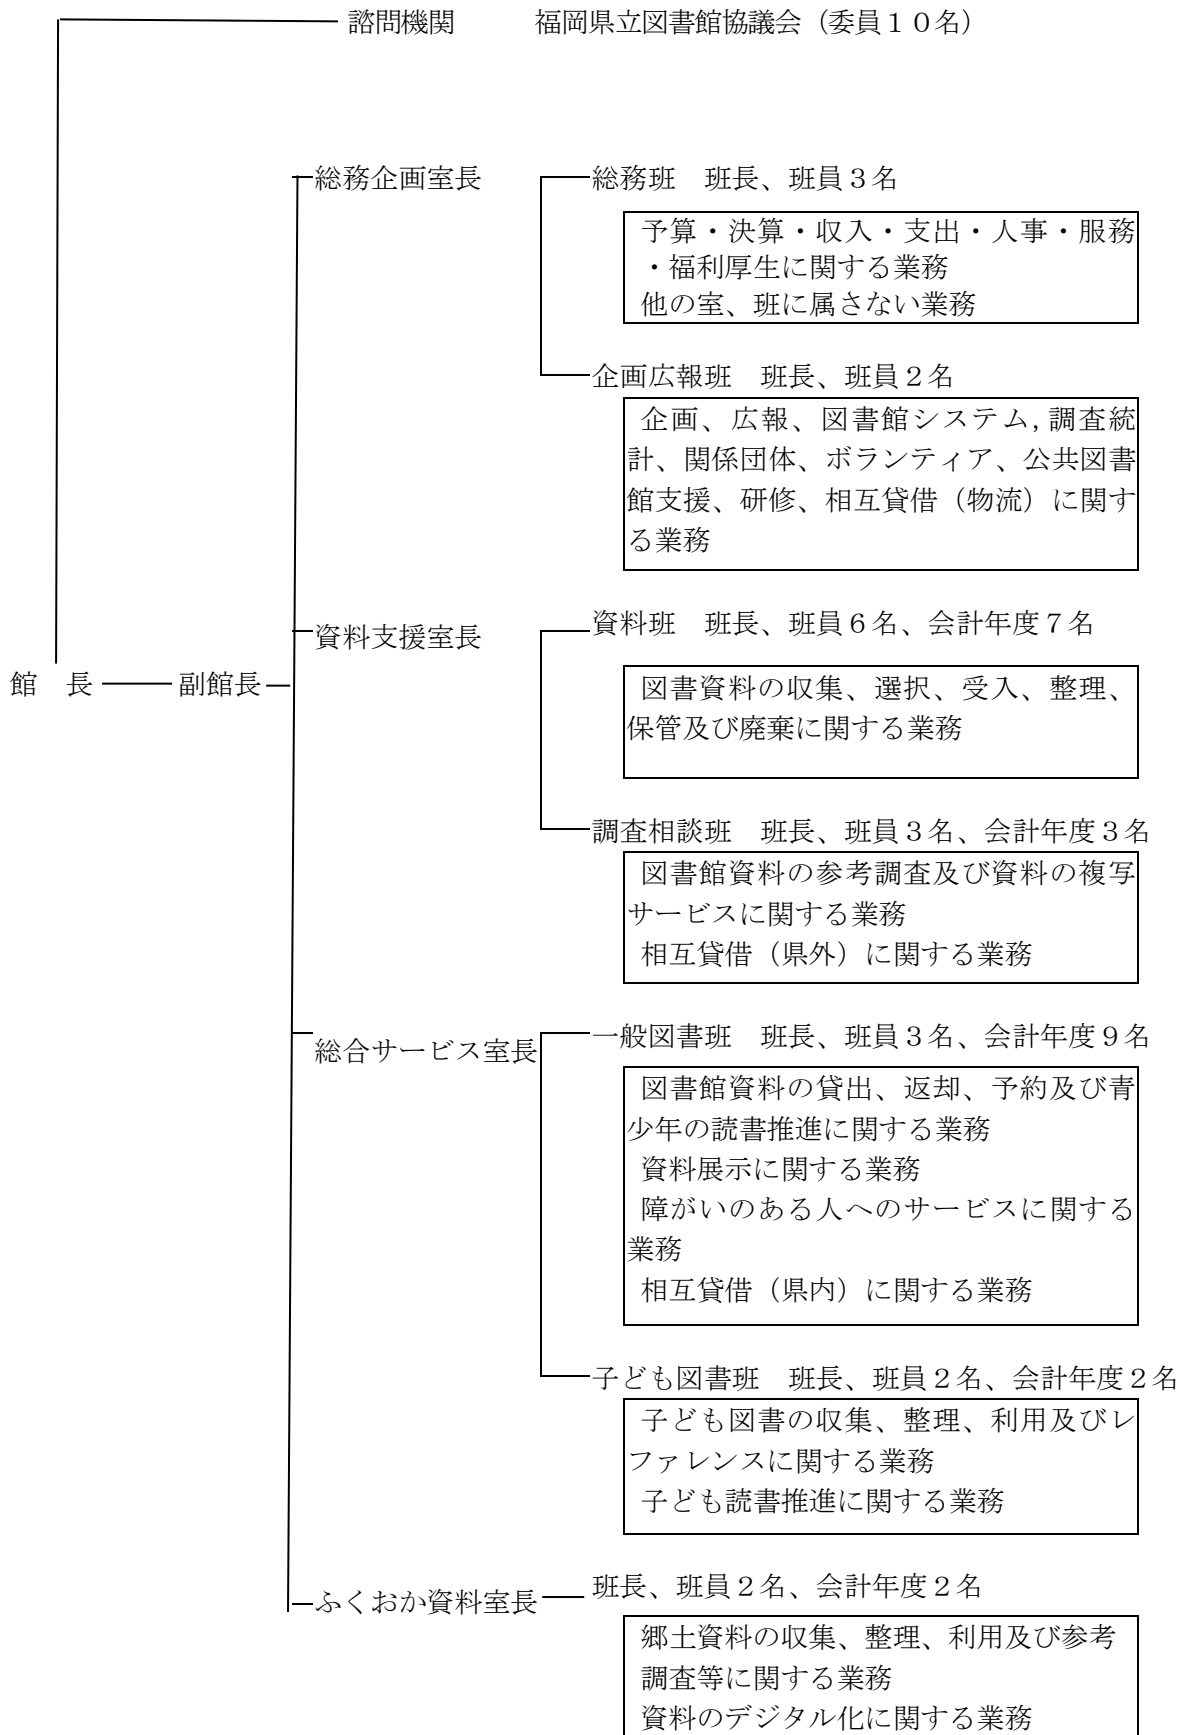 諮問機関　　福岡県立図書館協議会（委員１０名）
総務企画室長
総務班　班長、班員３名
予算・決算・収入・支出・人事・服務
・福利厚生に関する業務
他の室、班に属さない業務
企画広報班　班長、班員２名
企画、広報、図書館システム,調査統
計、関係団体、ボランティア、公共図書
館支援、研修、相互貸借（物流）に関す
る業務
資料支援室長
資料班　班長、班員６名、会計年度７名
館　長
副館長
図書資料の収集、選択、受入、整理、
保管及び廃棄に関する業務
調査相談班　班長、班員３名、会計年度３名
図書館資料の参考調査及び資料の複写
サービスに関する業務
相互貸借（県外）に関する業務
総合サービス室長
一般図書班　班長、班員３名、会計年度９名
図書館資料の貸出、返却、予約及び青
少年の読書推進に関する業務
資料展示に関する業務
障がいのある人へのサービスに関する
業務
相互貸借（県内）に関する業務
子ども図書班　班長、班員２名、会計年度２名
子ども図書の収集、整理、利用及びレ
ファレンスに関する業務
子ども読書推進に関する業務
ふくおか資料室長
班長、班員２名、会計年度２名
郷土資料の収集、整理、利用及び参考
調査等に関する業務
資料のデジタル化に関する業務